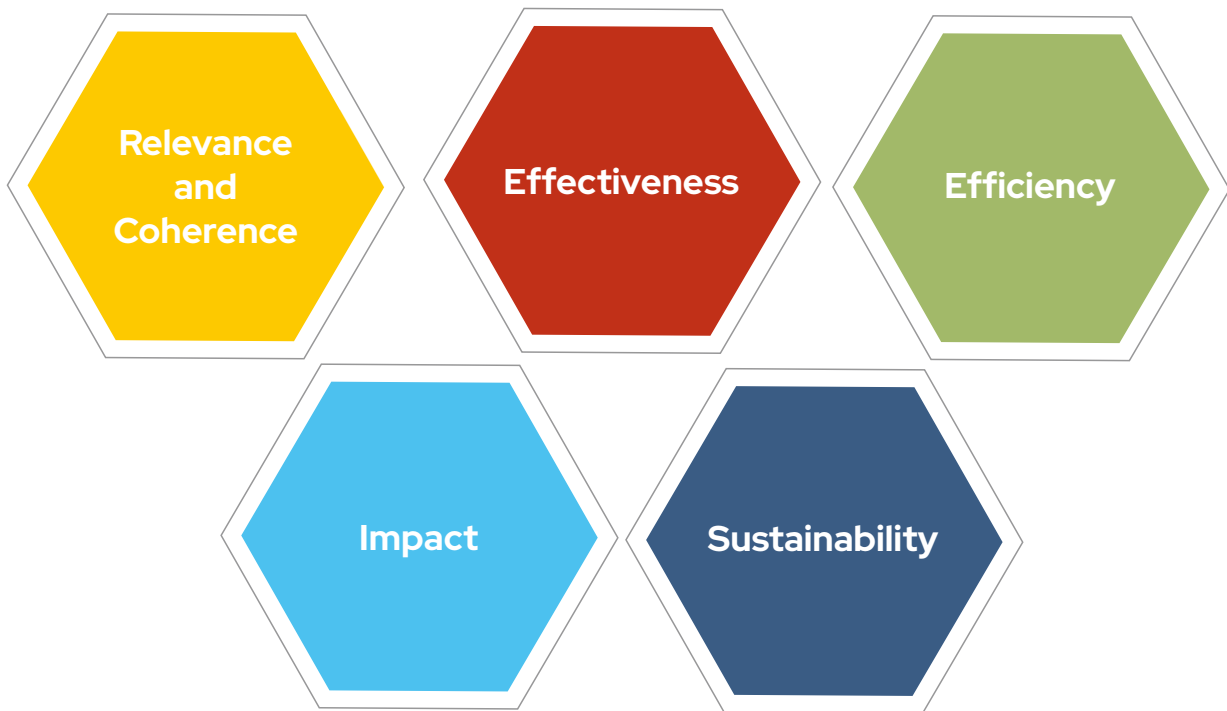 Relevance
and
Coherence
Effectiveness
Efficiency
Impact
Sustainability